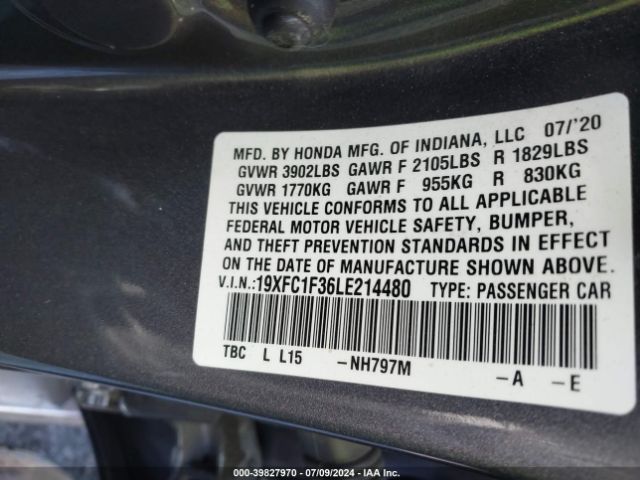 MFD. BY HONDA MFG. OF INDIANA, LLC 07/'20
GVWR 3902LBS GAWR F 2105LBS R 1829LBS
GVWR 1770KG GAWR F 955KG R 830KG
THIS VEHICLE CONFORMS TO ALL APPLICABLE
FEDERAL MOTOR VEHICLE SAFETY, BUMPER,
AND THEFT PREVENTION STANDARDS IN EFFECT
ON THE DATE OF MANUFACTURE SHOWN ABOVE.
V.I.N.:19XFC1F36LE214480 TYPE: PASSENGER CAR
TBC L L15 -NH797M -A -E
000-39827970 | 07/09/2024 | IAA Inc.